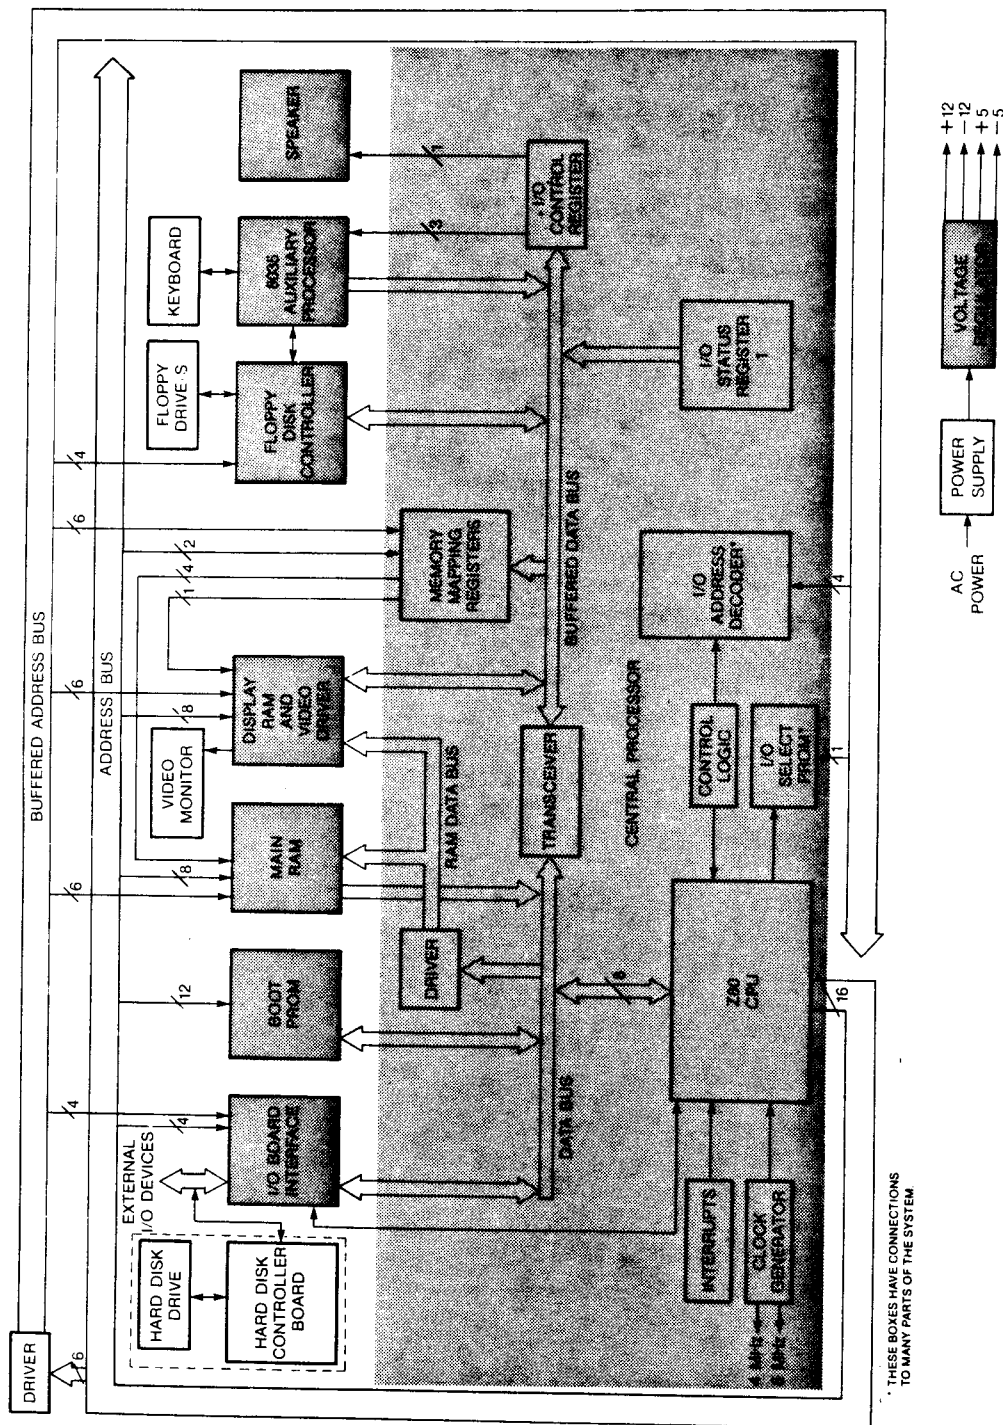 DRIVER
6
BUFFERED ADDRESS BUS
ADDRESS BUS
HARD DISK
DRIVE
HARD DISK
CONTROLLER
BOARD
EXTERNAL
I/O DEVICES
4
4
I/O BOARD
INTERFACE
12
BOOT
PROM
6
8
MAIN
RAM
VIDEO
MONITOR
8
6
DISPLAY
RAM
AND
VIDEO
DRIVER
1
4
2
6
MEMORY
MAPPING
REGISTERS
4
FLOPPY
DRIVE·S
FLOPPY
DISK
CONTROLLER
KEYBOARD
8035
AUXILIARY
PROCESSOR
SPEAKER
3
1
I/O
CONTROL
REGISTER
DRIVER
RAM DATA BUS
DATA BUS
TRANSCEIVER
BUFFERED DATA BUS
8
CENTRAL PROCESSOR
INTERRUPTS
CLOCK
GENERATOR
4 MHz
Z80
CPU
CONTROL
LOGIC
I/O
SELECT
PROM*
I/O
ADDRESS
DECODER*
I/O
STATUS
REGISTER
1
16
11
4
* THESE BOXES HAVE CONNECTIONS
TO MANY PARTS OF THE SYSTEM.
AC
POWER
POWER
SUPPLY
VOLTAGE
REGULATOR
+12
−12
+5
−5